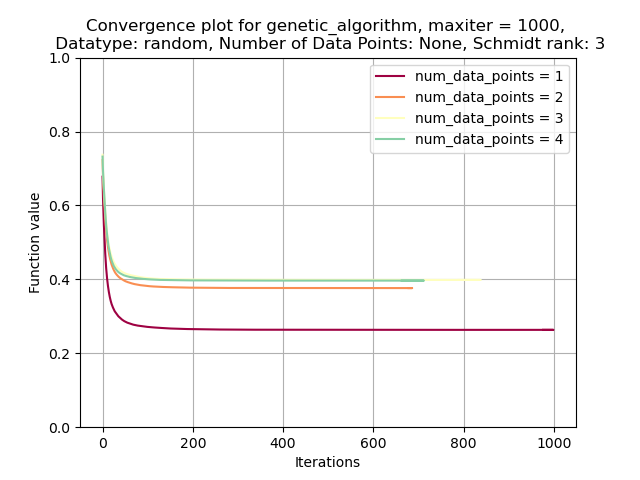 Convergence plot for genetic_algorithm, maxiter = 1000,
Datatype: random, Number of Data Points: None, Schmidt rank: 3
num_data_points = 1
num_data_points = 2
num_data_points = 3
num_data_points = 4
Function value
1.0
0.8
0.6
0.4
0.2
0.0
0 200 400 600 800 1000
Iterations